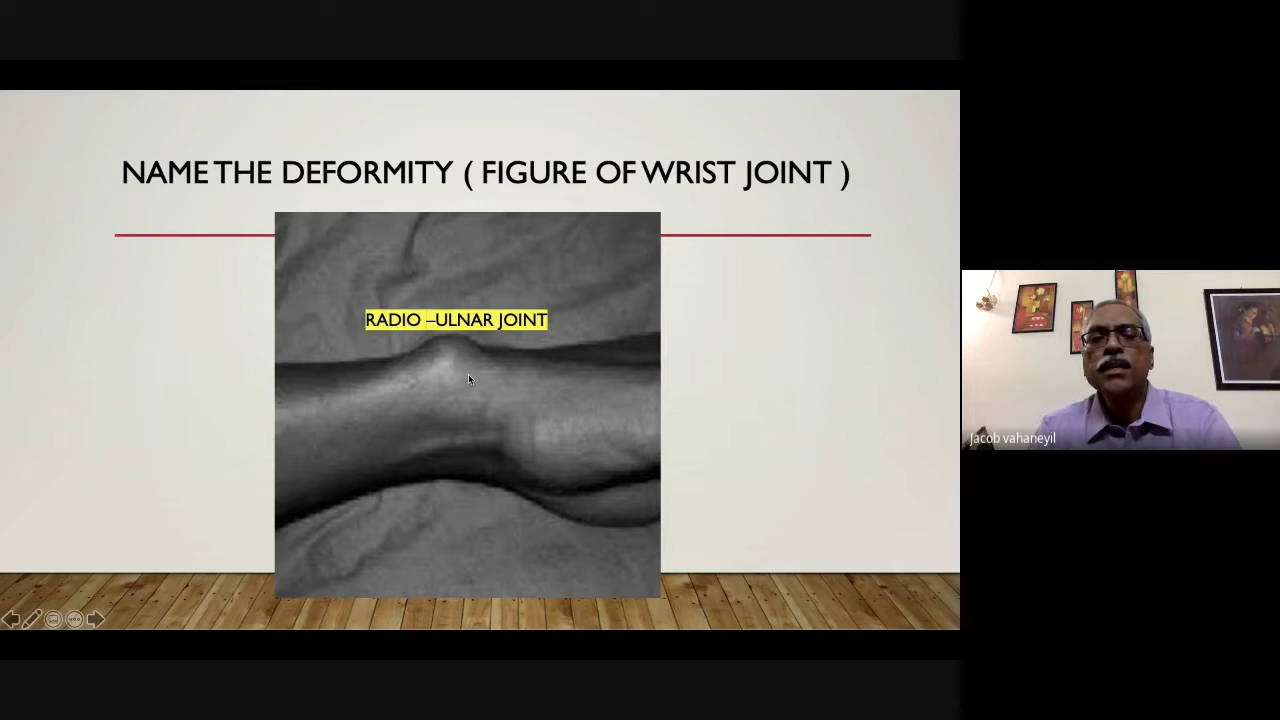 NAME THE DEFORMITY ( FIGURE OF WRIST JOINT )
RADIO –ULNAR JOINT
Jacob vahaneyil